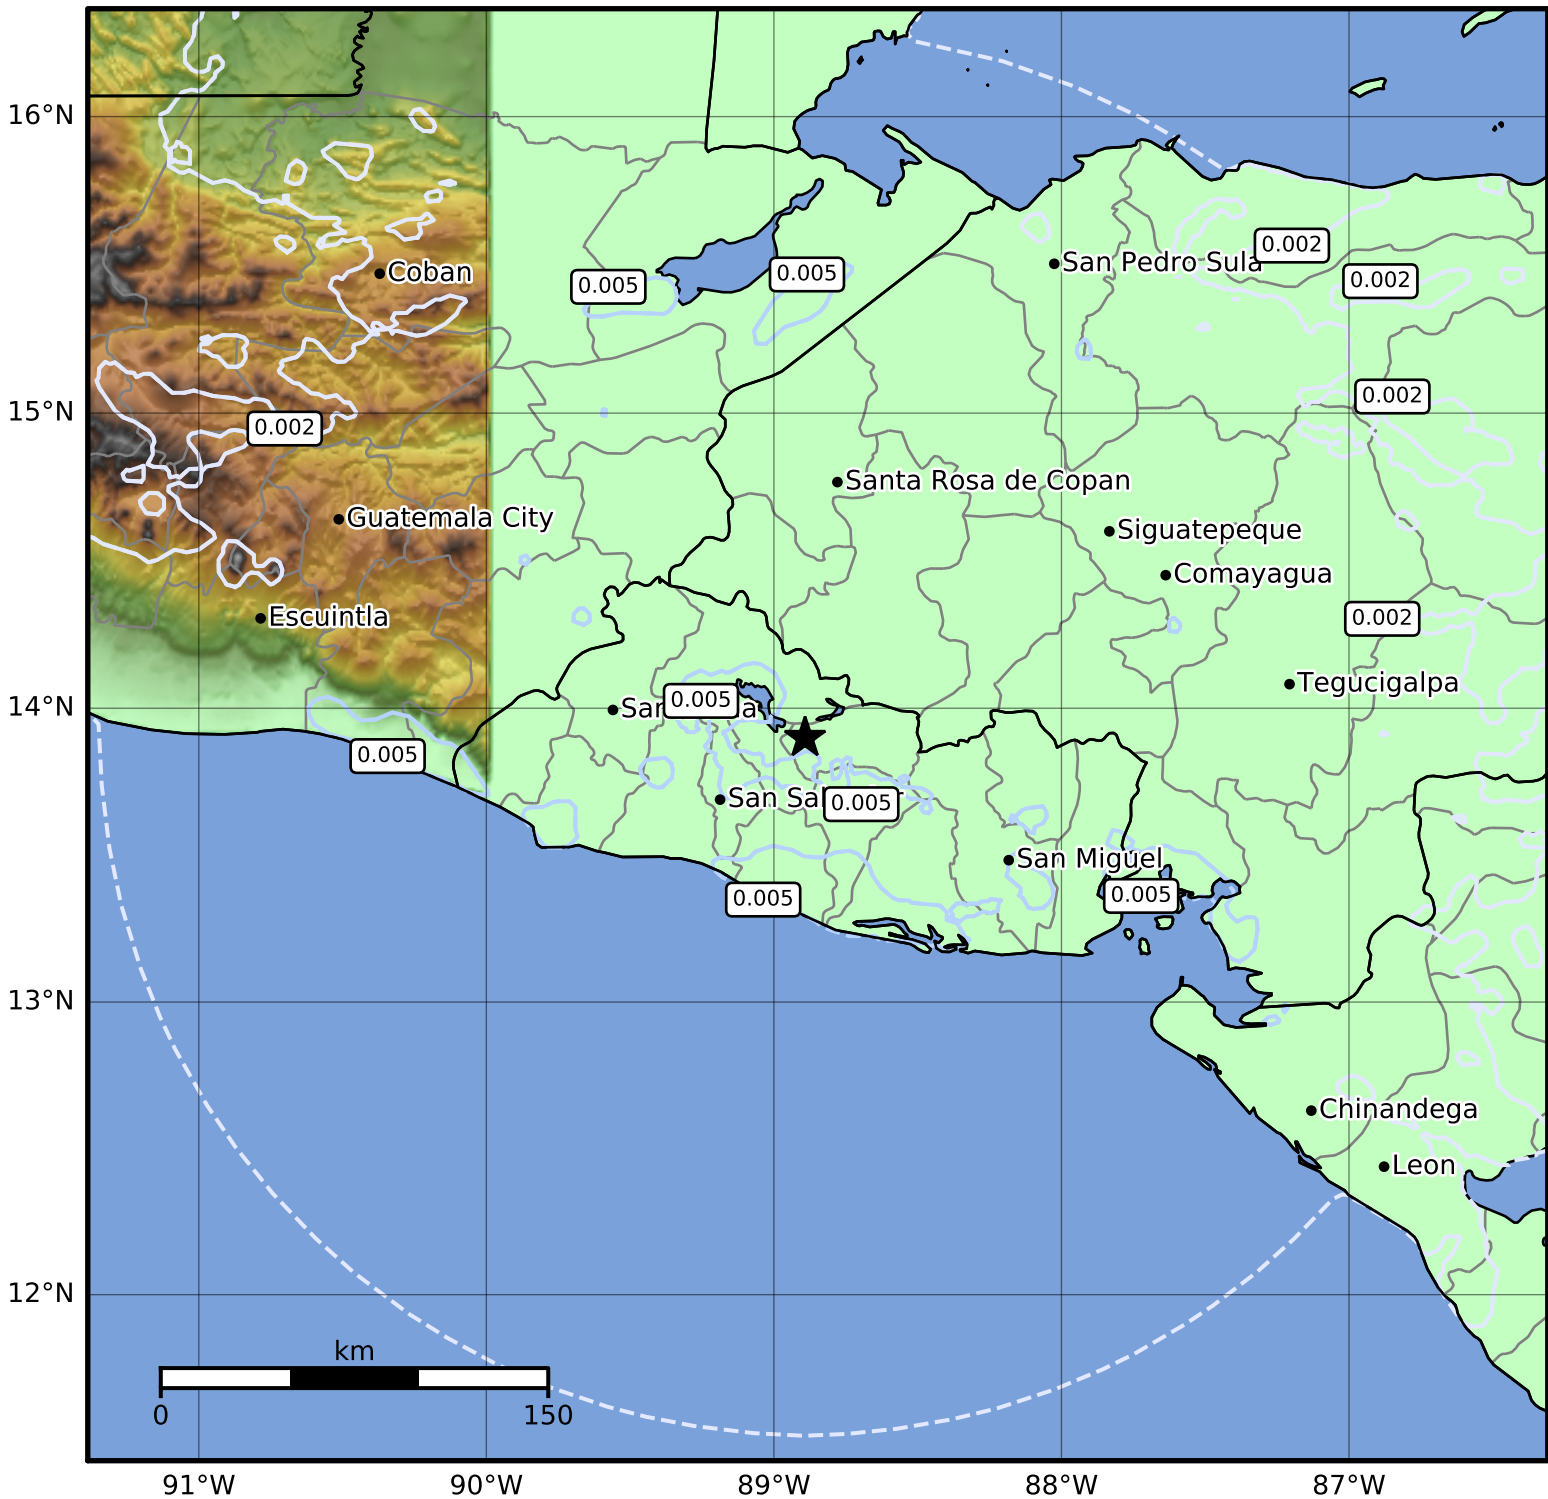 16°N
0.002
San Pedro Sula
Coban
0.005
0.005
0.002
15°N
0.002
0.002
Santa Rosa de Copan
Guatemala City
Siguatepeque
Comayagua
Escuintla
0.002
Tegucigalpa
14°N
0.005
0.005
0.005
San Miguel
0.005
0.005
13°N
Chinandega
Leon
12°N
km
0 150
91°W 90°W 89°W 88°W 87°W